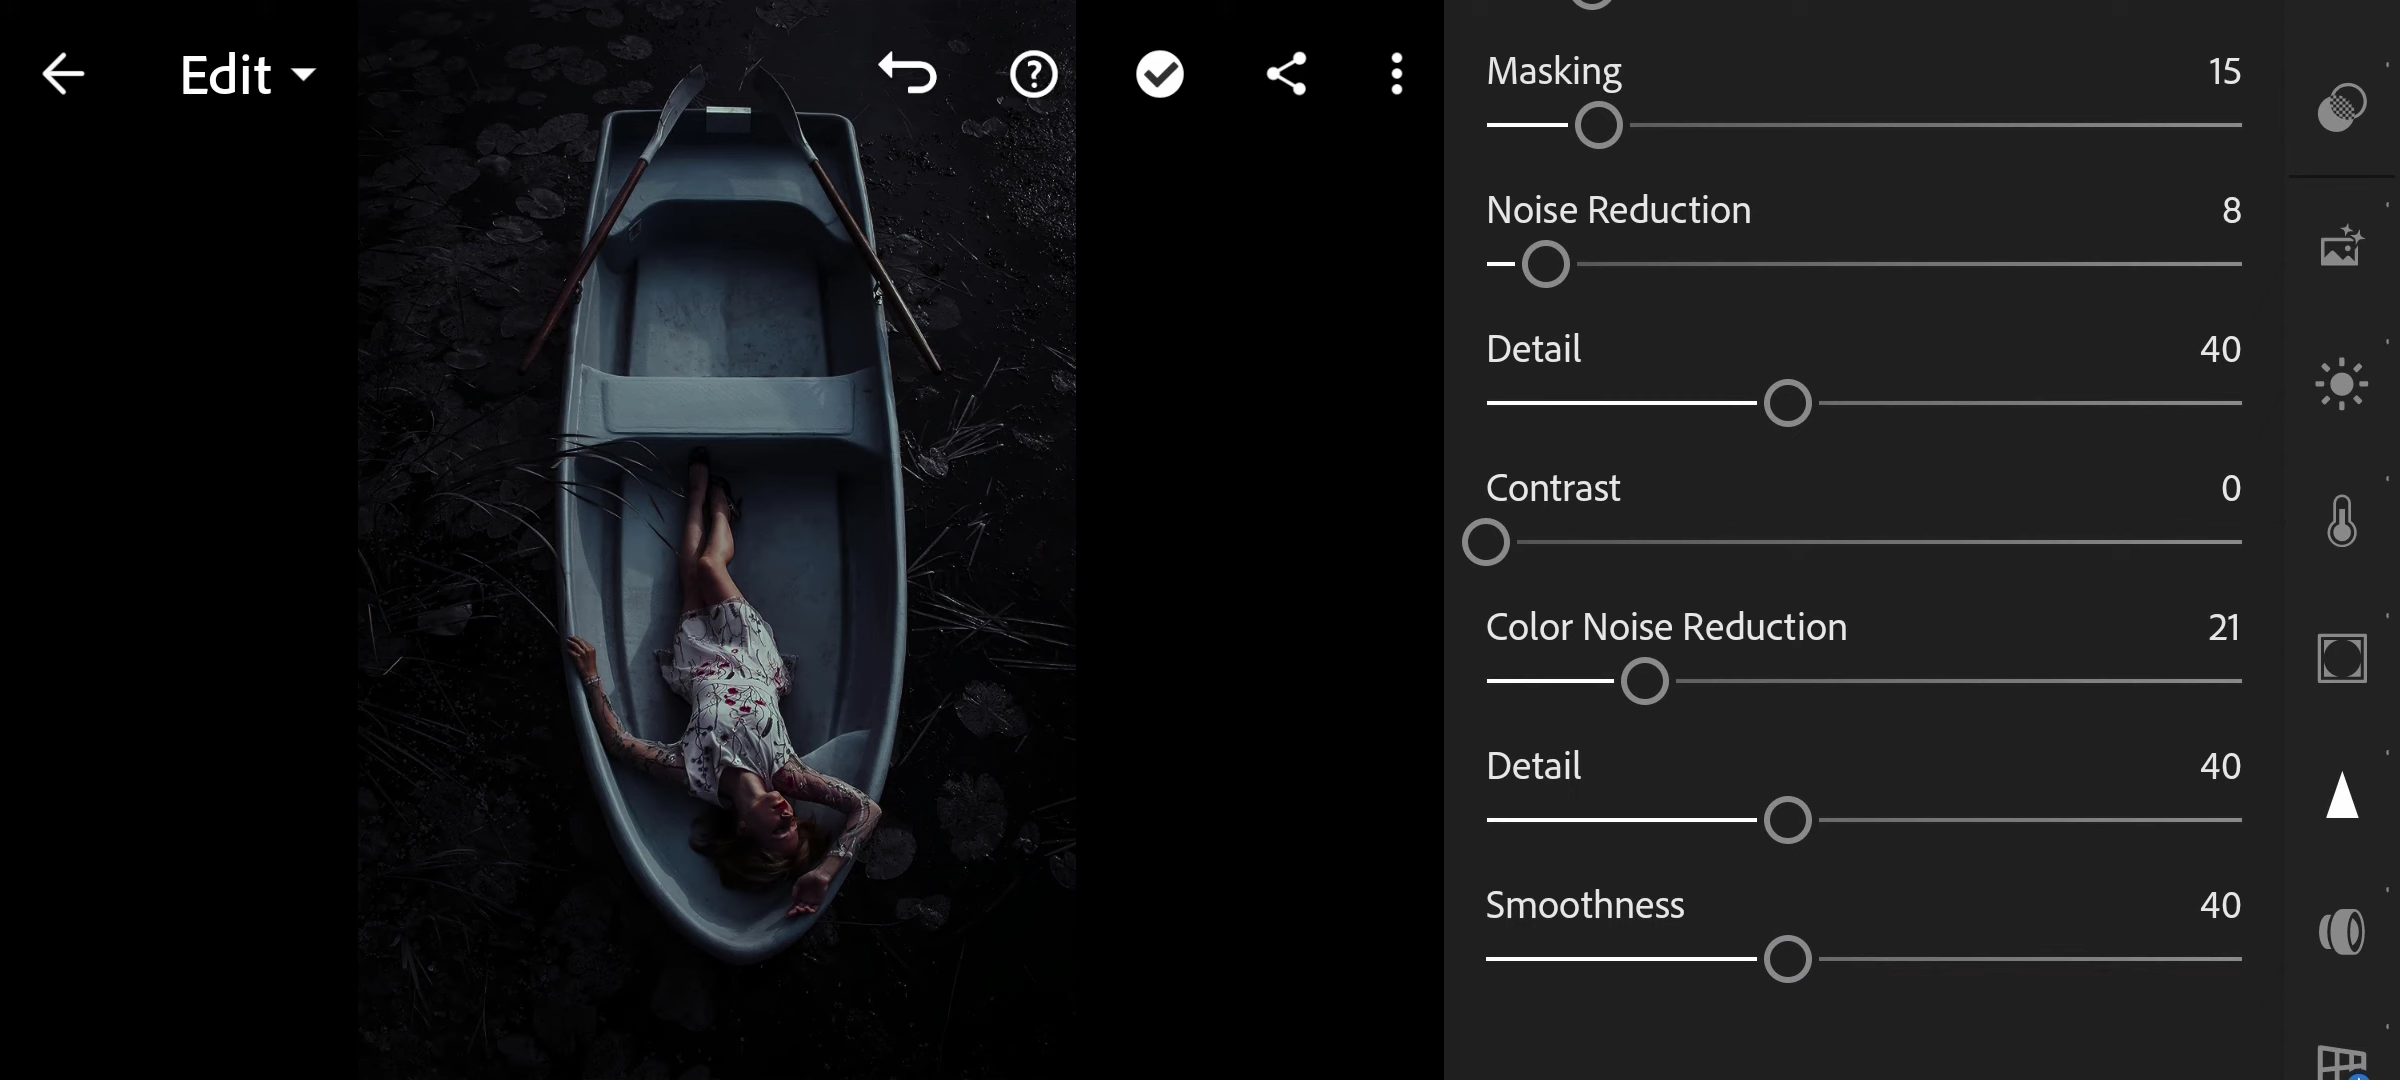 Edit
Masking 15
Noise Reduction 8
Detail 40
Contrast 0
Color Noise Reduction 21
Detail 40
Smoothness 40